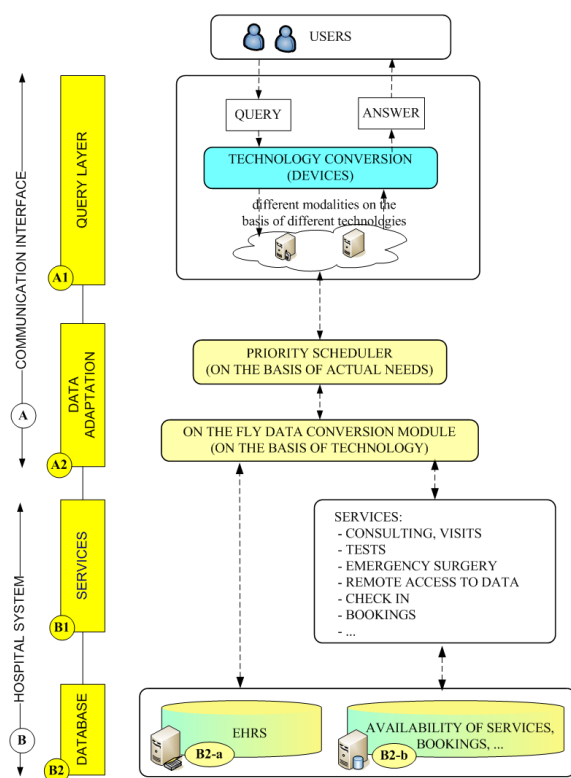 USERS
QUERY
ANSWER
TECHNOLOGY CONVERSION
(DEVICES)
different modalities on the
basis of different technologies
COMMUNICATION INTERFACE
QUERY LAYER
A1
PRIORITY SCHEDULER
(ON THE BASIS OF ACTUAL NEEDS)
DATA
ADAPTATION
A
ON THE FLY DATA CONVERSION MODULE
(ON THE BASIS OF TECHNOLOGY)
A2
HOSPITAL SYSTEM
SERVICES
B1
SERVICES:
- CONSULTING, VISITS
- TESTS
- EMERGENCY SURGERY
- REMOTE ACCESS TO DATA
- CHECK IN
- BOOKINGS
- ...
DATABASE
B
B2
EHRS
B2-a
AVAILABILITY OF SERVICES,
BOOKINGS, ...
B2-b